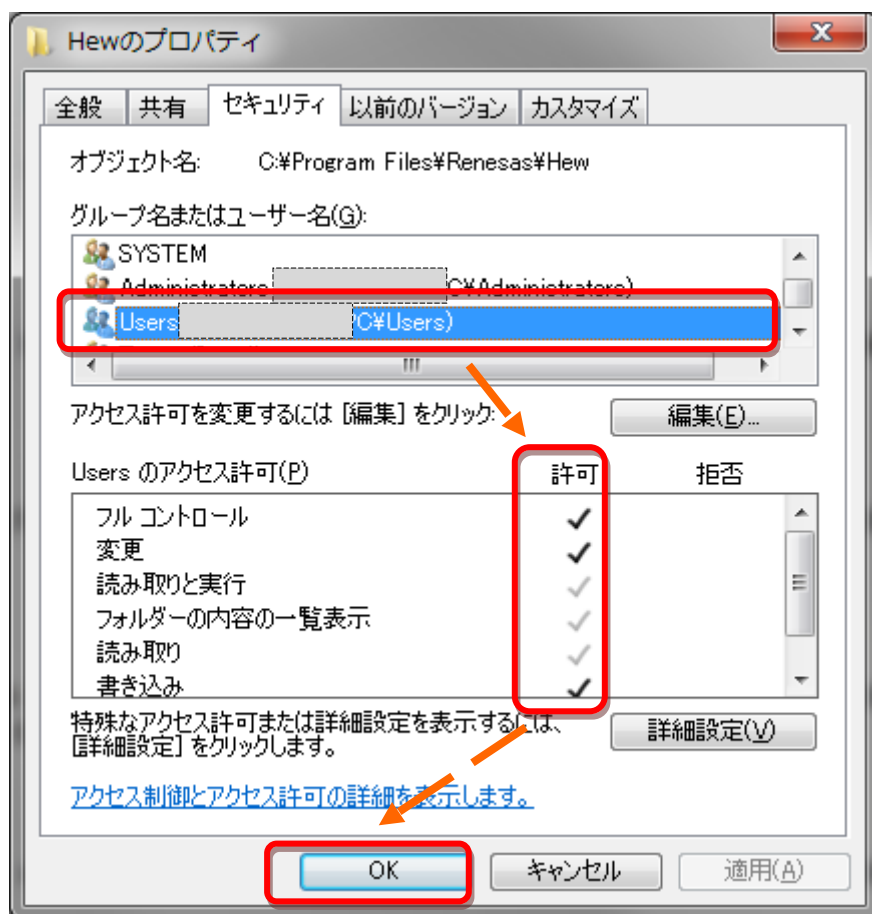 Hewのプロパティ
全般 共有 セキュリティ 以前のバージョン カスタマイズ
オブジェクト名: C:¥Program Files¥Renesas¥Hew
グループ名またはユーザー名(G):
SYSTEM
Administrators C¥Administrators)
Users C¥Users)
アクセス許可を変更するには [編集] をクリック:
編集(E)...
Users のアクセス許可(P) 許可 拒否
フル コントロール
変更
読み取りと実行
フォルダーの内容の一覧表示
読み取り
書き込み
特殊なアクセス許可または詳細設定を表示するには、
[詳細設定] をクリックします。
詳細設定(V)
アクセス制御とアクセス許可の詳細を表示します。
OK キャンセル 適用(A)